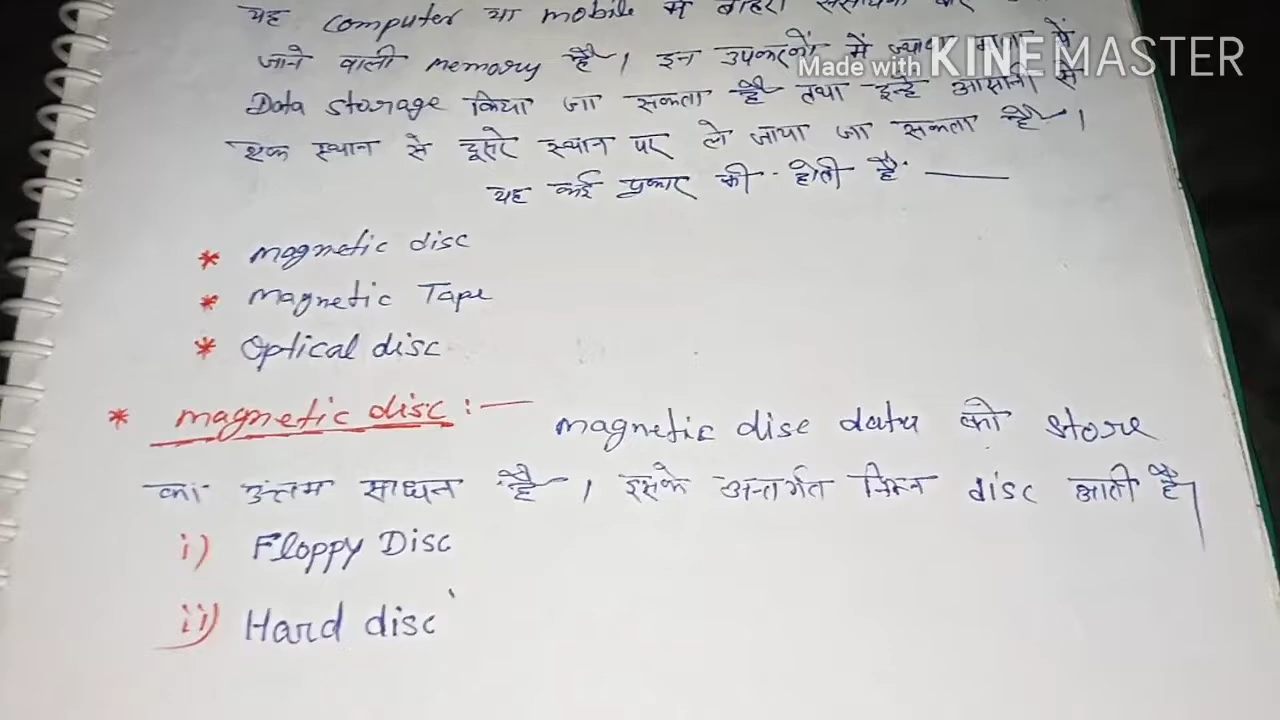 यह computer या mobile में बाहरी
जाने वाली memory है। इन उपकरणों में ज्यादा मात्रा में
Made with KINEMASTER
Data storage किया जा सकता है तथा इन्हे आसानी से
एक स्थान से दूसरे स्थान पर ले जाया जा सकता है।
यह कई प्रकार की होती है —
* magnetic disc
* magnetic Tape
* optical disc
* magnetic disc :— magnetic disc data को store
का उत्तम साधन है। इसके अन्तर्गत निम्न disc आती है।
i) Floppy Disc
ii) Hard disc